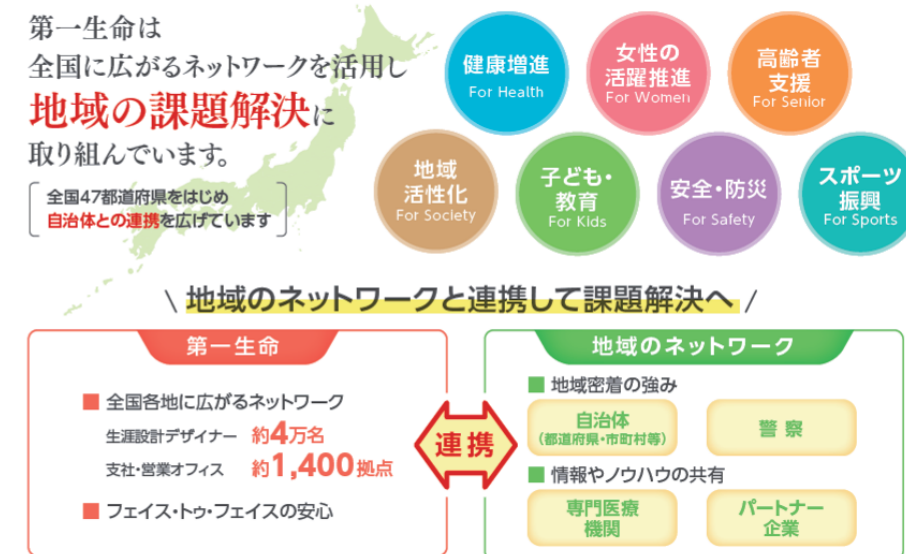 第一生命は
全国に広がるネットワークを活用し
地域の課題解決に
取り組んでいます。
全国47都道府県をはじめ
自治体との連携を広げています
健康増進
For Health
女性の
活躍推進
For Women
高齢者
支援
For Senior
地域
活性化
For Society
子ども・
教育
For Kids
安全・防災
For Safety
スポーツ
振興
For Sports
\ 地域のネットワークと連携して課題解決へ /
第一生命
■ 全国各地に広がるネットワーク
生涯設計デザイナー 約4万名
支社・営業オフィス 約1,400拠点
■ フェイス・トゥ・フェイスの安心
連携
地域のネットワーク
■ 地域密着の強み
自治体
(都道府県・市町村等)
警察
■ 情報やノウハウの共有
専門医療
機関
パートナー
企業